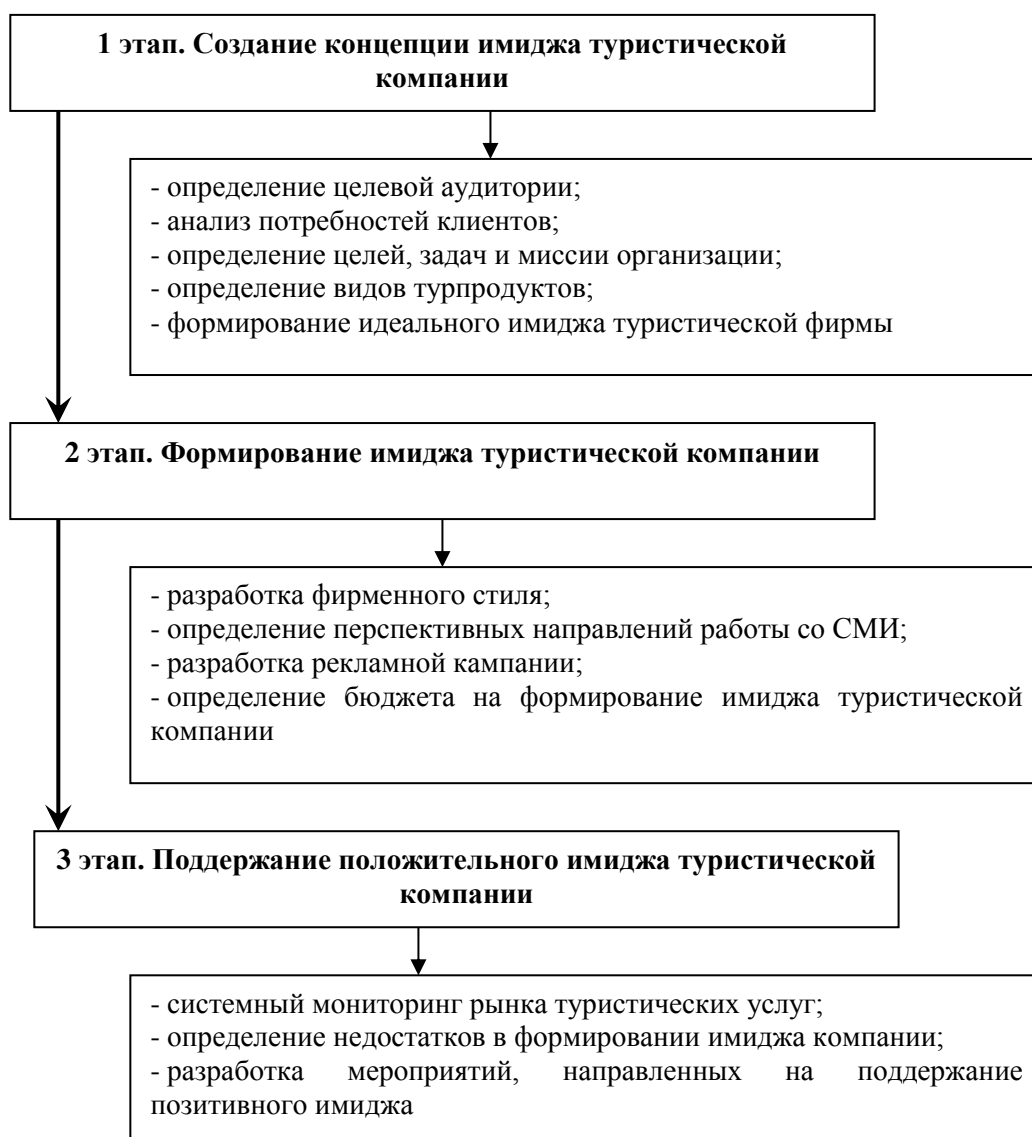 1 этап. Создание концепции имиджа туристической
компании
- определение целевой аудитории;
- анализ потребностей клиентов;
- определение целей, задач и миссии организации;
- определение видов турпродуктов;
- формирование идеального имиджа туристической фирмы
2 этап. Формирование имиджа туристической компании
- разработка фирменного стиля;
- определение перспективных направлений работы со СМИ;
- разработка рекламной кампании;
- определение бюджета на формирование имиджа туристической
компании
3 этап. Поддержание положительного имиджа туристической
компании
- системный мониторинг рынка туристических услуг;
- определение недостатков в формировании имиджа компании;
- разработка мероприятий, направленных на поддержание
позитивного имиджа